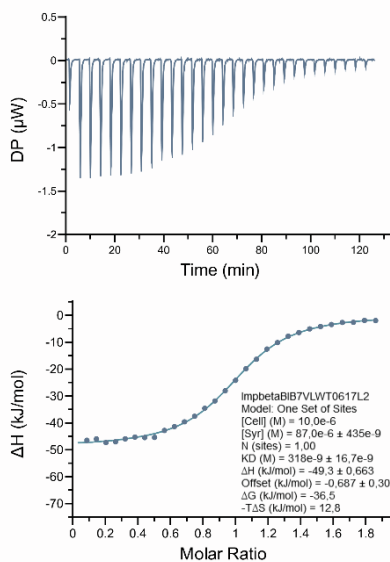 0.5
0
-0.5
-1
-1.5
-2
DP (µW)
0 20 40 60 80 100 120
Time (min)
0
-10
-20
-30
-40
-50
-60
-70
ΔH (kJ/mol)
ImpbetaBIB7VLWT0617L2
Model: One Set of Sites
[Cell] (M) = 10,0e-6
[Syr] (M) = 87,0e-6 ± 435e-9
N (sites) = 1,00
KD (M) = 318e-9 ± 16,7e-9
ΔH (kJ/mol) = -49,3 ± 0,663
Offset (kJ/mol) = -0,687 ± 0,30
ΔG (kJ/mol) = -36,5
-TΔS (kJ/mol) = 12,8
0 0.2 0.4 0.6 0.8 1 1.2 1.4 1.6 1.8
Molar Ratio